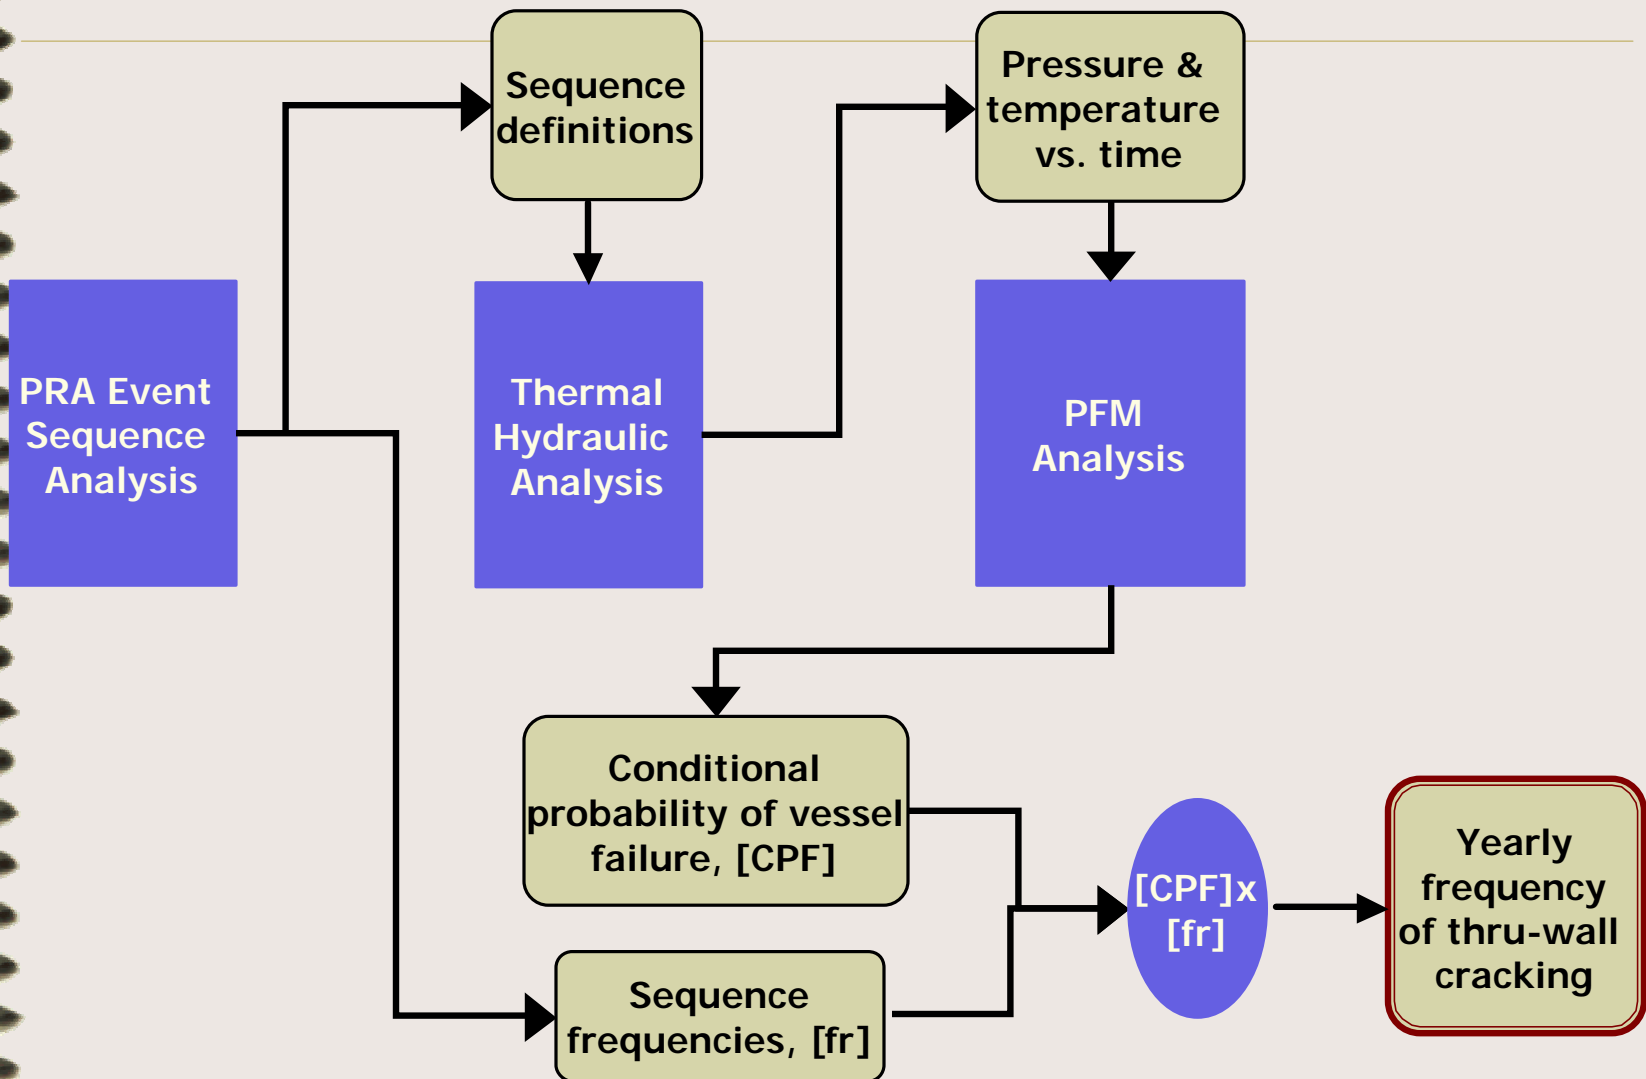 Sequence
definitions
Pressure &
temperature
vs. time
PRA Event
Sequence
Analysis
Thermal
Hydraulic
Analysis
PFM
Analysis
Conditional
probability of vessel
failure, [CPF]
Sequence
frequencies, [fr]
[CPF]x
[fr]
Yearly
frequency
of thru-wall
cracking